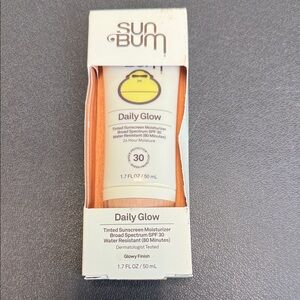 SUN
BUM
BUM
Daily Glow
Tinted Sunscreen Moisturizer
Broad Spectrum SPF 30
Water Resistant (80 Minutes)
24 Hour Moisture
30
1.7 FL OZ / 50 mL
Daily Glow
Tinted Sunscreen Moisturizer
Broad Spectrum SPF 30
Water Resistant (80 Minutes)
Dermatologist Tested
Glowy Finish
1.7 FL OZ / 50 mL